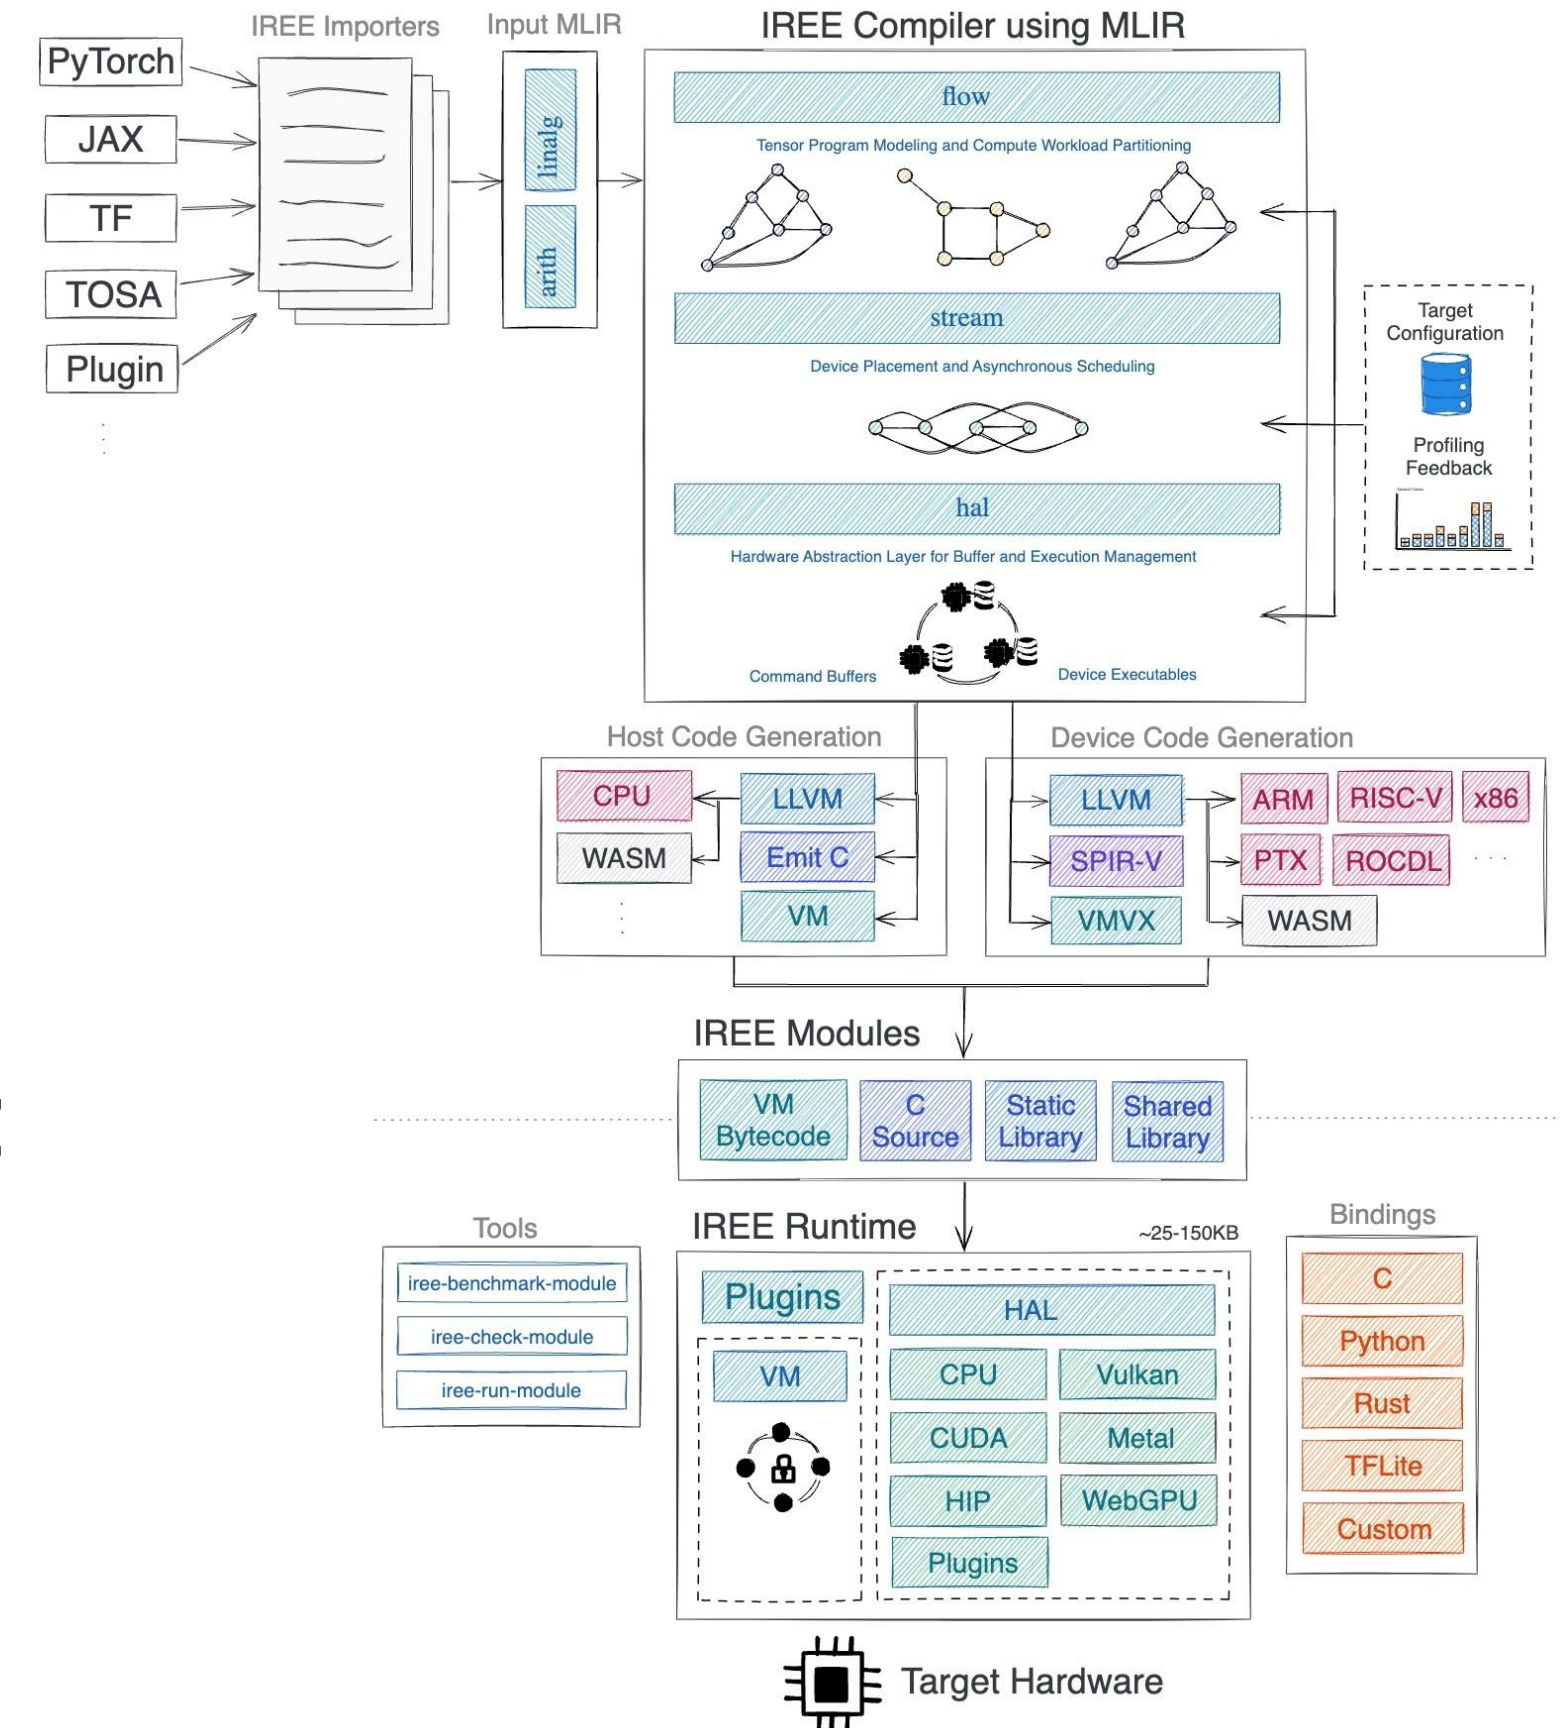 IREE Importers
Input MLIR
IREE Compiler using MLIR
PyTorch
JAX
TF
TOSA
Plugin
linalg
arith
flow
Tensor Program Modeling and Compute Workload Partitioning
stream
Device Placement and Asynchronous Scheduling
hal
Hardware Abstraction Layer for Buffer and Execution Management
Command Buffers
Device Executables
Target
Configuration
Profiling
Feedback
Host Code Generation
CPU
LLVM
WASM
Emit C
VM
Device Code Generation
LLVM
ARM
RISC-V
x86
SPIR-V
PTX
ROCDL
VMVX
WASM
IREE Modules
VM
Bytecode
C
Source
Static
Library
Shared
Library
Tools
iree-benchmark-module
iree-check-module
iree-run-module
IREE Runtime
~25-150KB
Plugins
VM
HAL
CPU
Vulkan
CUDA
Metal
HIP
WebGPU
Plugins
Bindings
C
Python
Rust
TFLite
Custom
Target Hardware